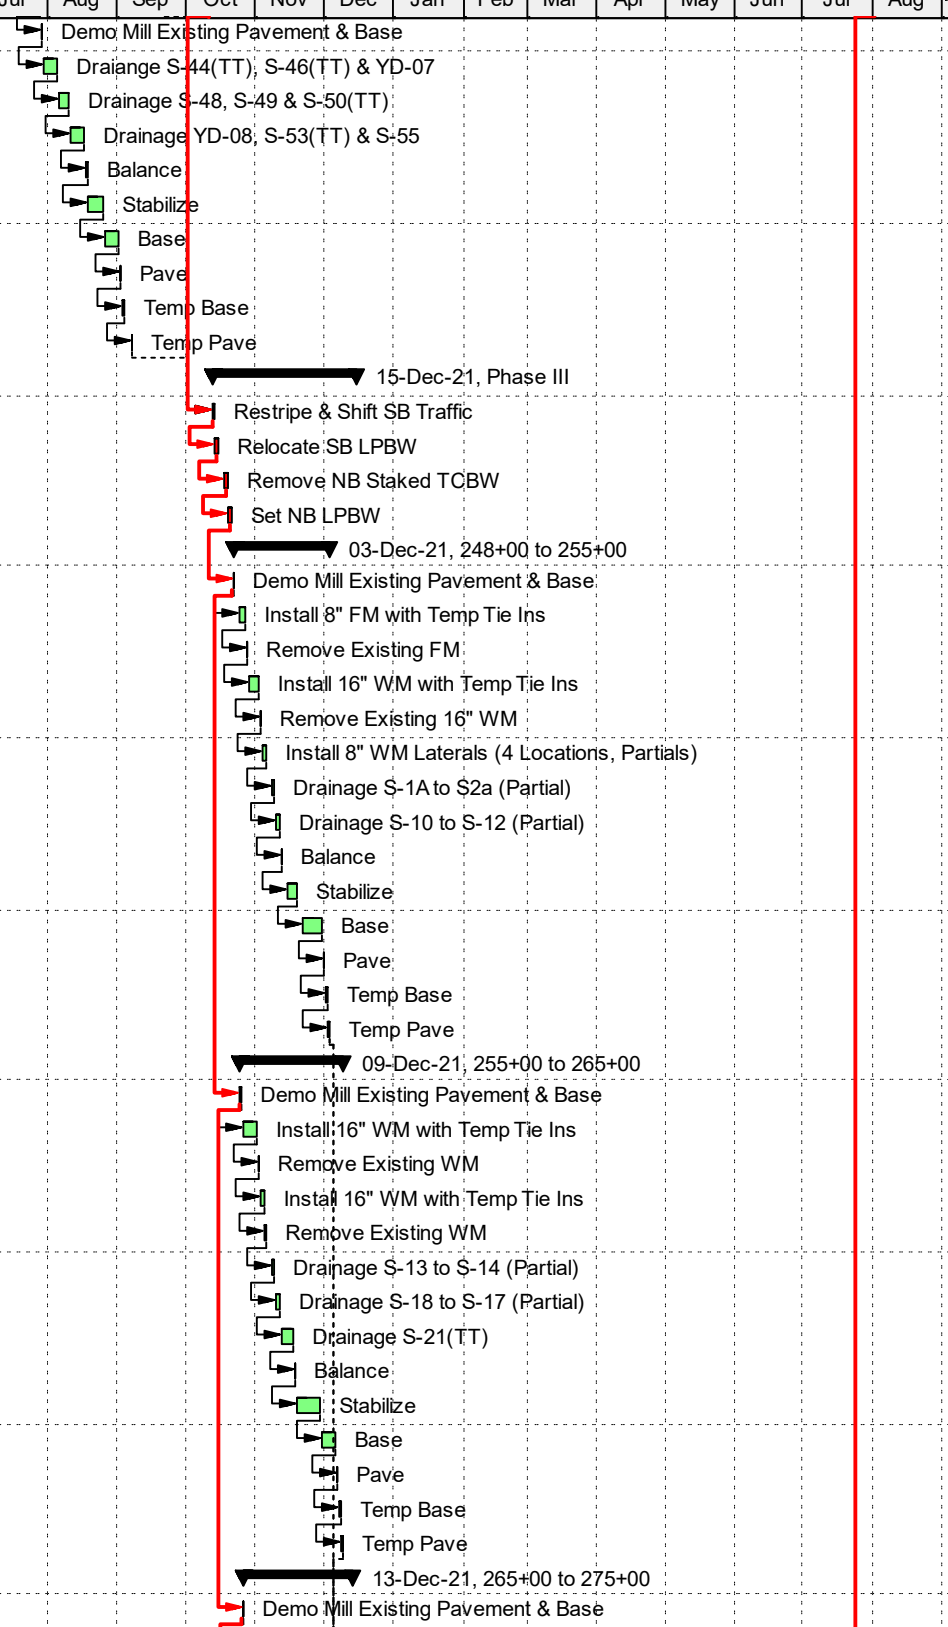 Jul Aug Sep Oct Nov Dec Jan Feb Mar Apr May Jun Jul Aug
Demo Mill Existing Pavement & Base
Draiange S-44(TT), S-46(TT) & YD-07
Drainage S-48, S-49 & S-50(TT)
Drainage YD-08, S-53(TT) & S-55
Balance
Stabilize
Base
Pave
Temp Base
Temp Pave
15-Dec-21, Phase III
Restripe & Shift SB Traffic
Relocate SB LPBW
Remove NB Staked TCBW
Set NB LPBW
03-Dec-21, 248+00 to 255+00
Demo Mill Existing Pavement & Base
Install 8" FM with Temp Tie Ins
Remove Existing FM
Install 16" WM with Temp Tie Ins
Remove Existing 16" WM
Install 8" WM Laterals (4 Locations, Partials)
Drainage S-1A to S2a (Partial)
Drainage S-10 to S-12 (Partial)
Balance
Stabilize
Base
Pave
Temp Base
Temp Pave
09-Dec-21, 255+00 to 265+00
Demo Mill Existing Pavement & Base
Install 16" WM with Temp Tie Ins
Remove Existing WM
Install 16" WM with Temp Tie Ins
Remove Existing WM
Drainage S-13 to S-14 (Partial)
Drainage S-18 to S-17 (Partial)
Drainage S-21(TT)
Balance
Stabilize
Base
Pave
Temp Base
Temp Pave
13-Dec-21, 265+00 to 275+00
Demo Mill Existing Pavement & Base